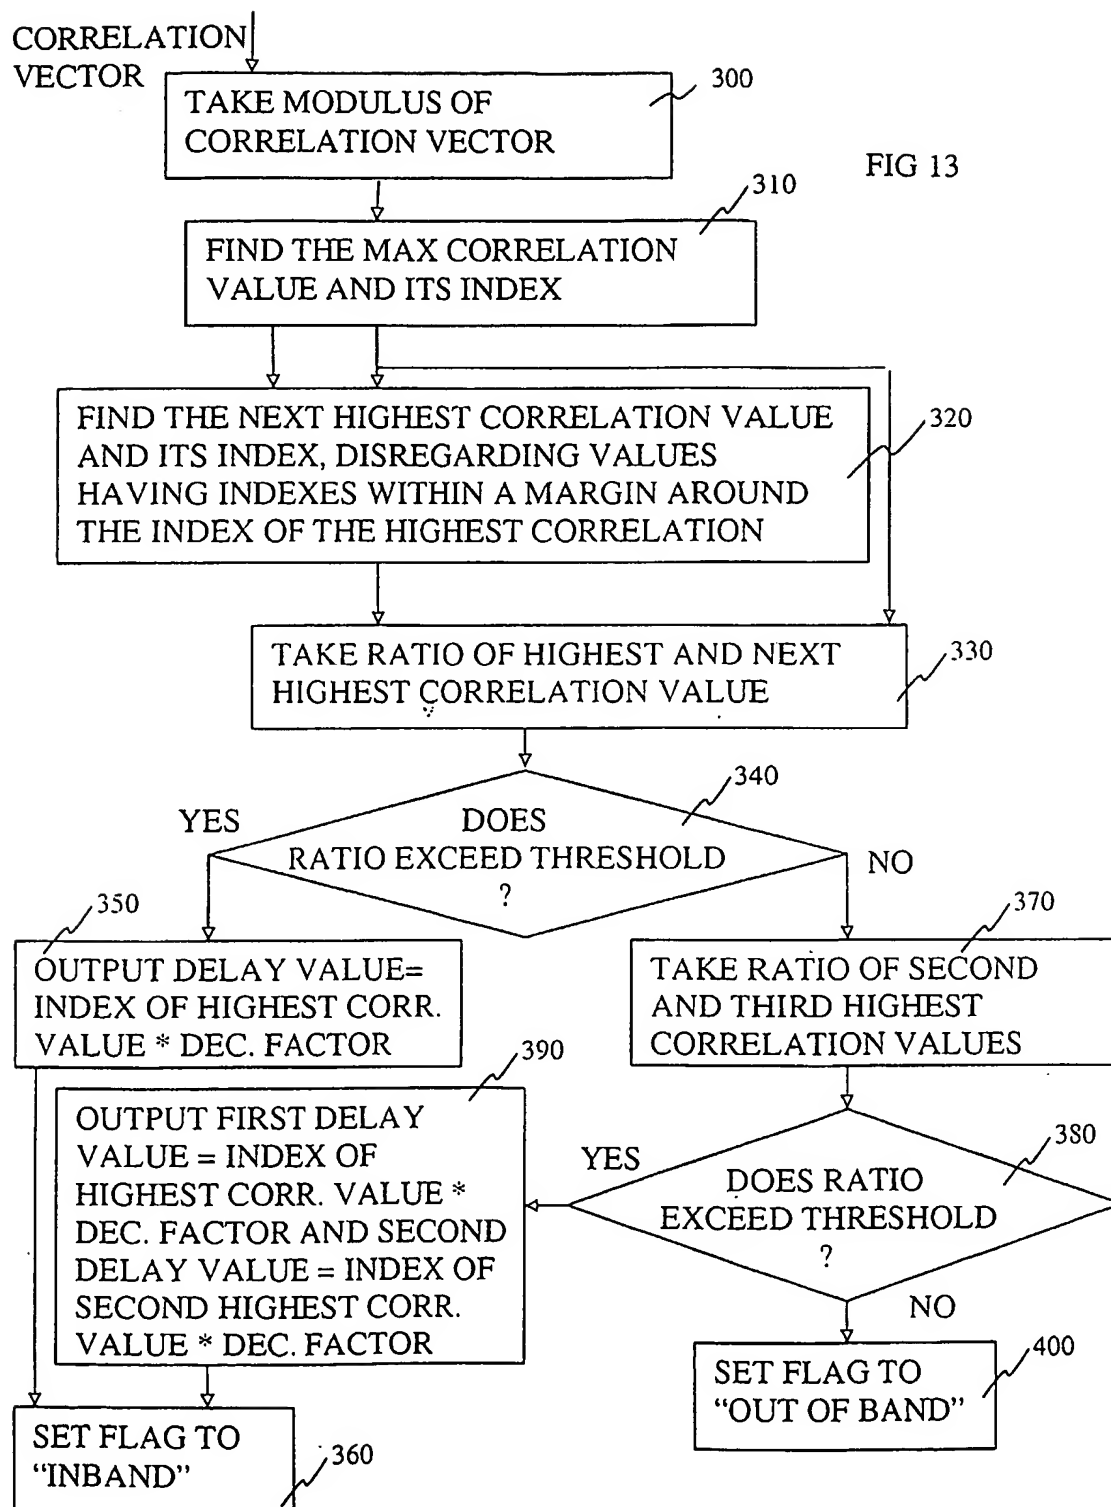 CORRELATION
VECTOR
TAKE MODULUS OF
CORRELATION VECTOR
300
FIG 13
310
FIND THE MAX CORRELATION
VALUE AND ITS INDEX
FIND THE NEXT HIGHEST CORRELATION VALUE
AND ITS INDEX, DISREGARDING VALUES
HAVING INDEXES WITHIN A MARGIN AROUND
THE INDEX OF THE HIGHEST CORRELATION
320
TAKE RATIO OF HIGHEST AND NEXT
HIGHEST CORRELATION VALUE
330
340
YES
DOES
RATIO EXCEED THRESHOLD
?
NO
350
OUTPUT DELAY VALUE=
INDEX OF HIGHEST CORR.
VALUE * DEC. FACTOR
370
TAKE RATIO OF SECOND
AND THIRD HIGHEST
CORRELATION VALUES
390
OUTPUT FIRST DELAY
VALUE = INDEX OF
HIGHEST CORR. VALUE *
DEC. FACTOR AND SECOND
DELAY VALUE = INDEX OF
SECOND HIGHEST CORR.
VALUE * DEC. FACTOR
YES
380
DOES RATIO
EXCEED THRESHOLD
?
NO
400
SET FLAG TO
“OUT OF BAND”
SET FLAG TO
“INBAND”
360